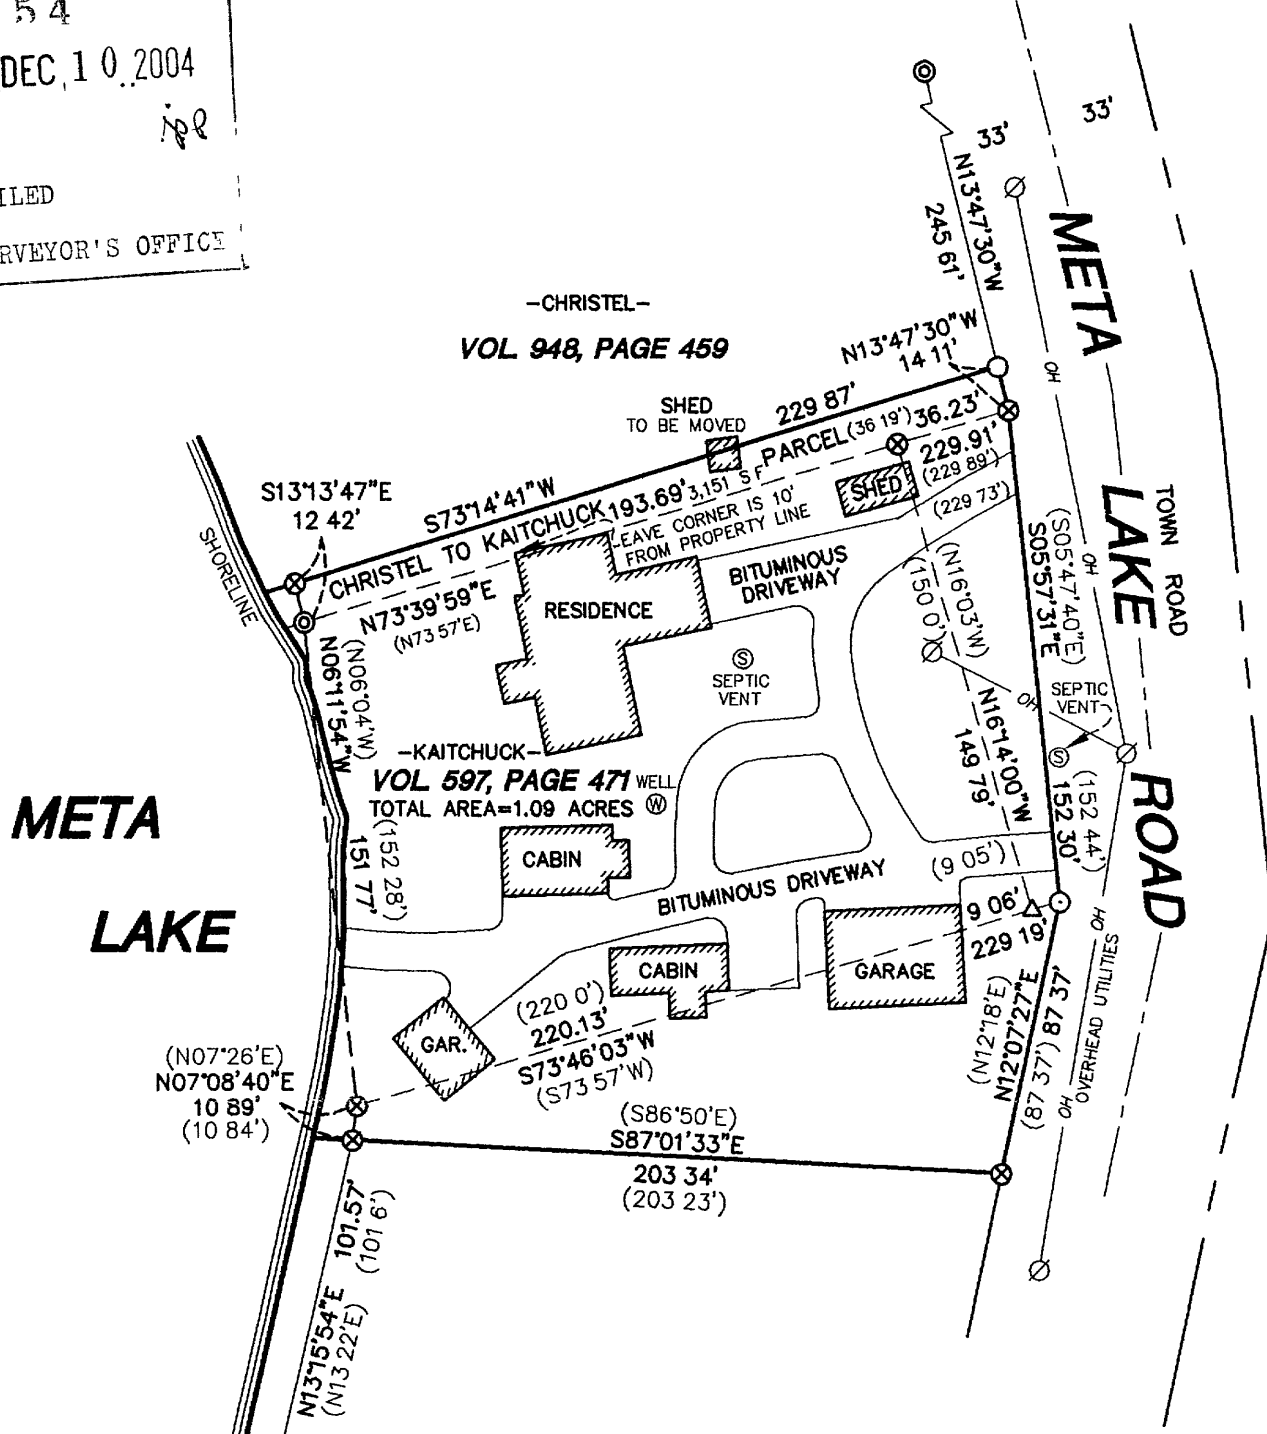 54
DEC 10 2004
ILED
RVEYOR'S OFFICE
33'
33'
N13°47'30"W
245 61'
META
LAKE
ROAD
TOWN ROAD
-CHRISTEL-
VOL 948, PAGE 459
N13°47'30"W
14 11'
SHED
TO BE MOVED
229 87'
PARCEL
(36 19')
36.23'
229.91'
(229 89')
(229 73')
S13°13'47"E
12 42'
S73°14'41"W
CHRISTEL TO KAITCHUCK
193.69'
3,151 S F
SHED
EAVE CORNER IS 10'
FROM PROPERTY LINE
SHORELINE
N73°39'59"E
(N73 57'E)
RESIDENCE
BITUMINOUS
DRIVEWAY
(N16°03'W)
(150 0')
S05°57'31"E
(S05°47'40"E)
OH
OH
OH
N06°11'54"W
(N06°04'W)
SEPTIC
VENT
S
SEPTIC
VENT
S
N16°14'00"W
149 79'
-KAITCHUCK-
VOL 597, PAGE 471
WELL
W
TOTAL AREA=1.09 ACRES
META
LAKE
151 77'
(152 28')
CABIN
BITUMINOUS DRIVEWAY
(9 05')
152 30'
(152 44')
9 06'
229 19'
CABIN
GARAGE
GAR.
(220 0')
220.13'
S73°46'03"W
(S73 57'W)
(N12°18'E)
N12°07'27"E
(87 37')
87 37'
OH
OH
OVERHEAD UTILITIES
(N07°26'E)
N07°08'40"E
10 89'
(10 84')
(S86°50'E)
S87°01'33"E
203 34'
(203 23')
101.57'
(101 6')
N13°15'54"E
(N13 22'E)